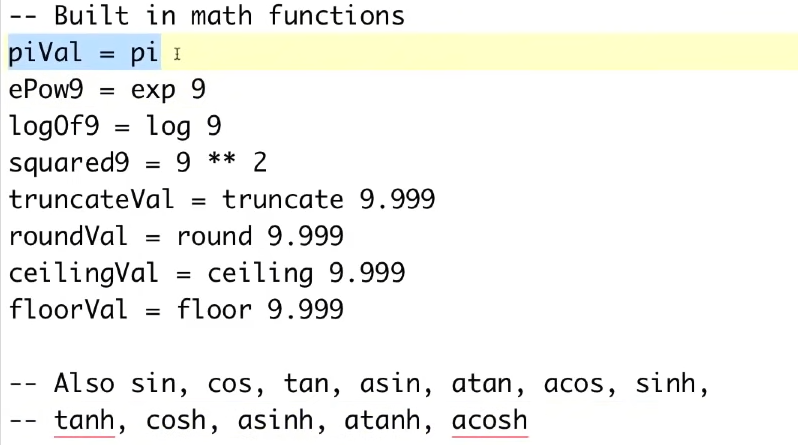 -- Built in math functions
piVal = pi
ePow9 = exp 9
logOf9 = log 9
squared9 = 9 ** 2
truncateVal = truncate 9.999
roundVal = round 9.999
ceilingVal = ceiling 9.999
floorVal = floor 9.999
-- Also sin, cos, tan, asin, atan, acos, sinh,
-- tanh, cosh, asinh, atanh, acosh